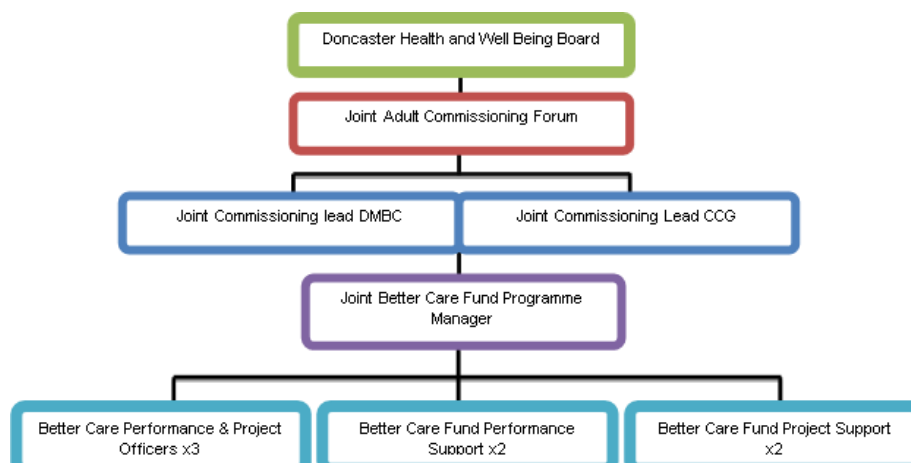 Doncaster Health and Well Being Board
Joint Adult Commissioning Forum
Joint Commissioning lead DMBC
Joint Commissioning Lead CCG
Joint Better Care Fund Programme
Manager
Better Care Performance & Project
Officers x3
Better Care Fund Performance
Support x2
Better Care Fund Project Support
x2